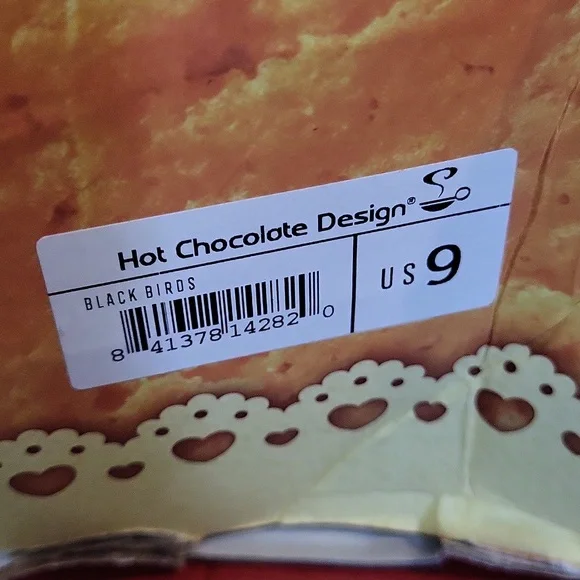 Hot Chocolate Design®
BLACK BIRDS
8 41378 14282 0
US 9